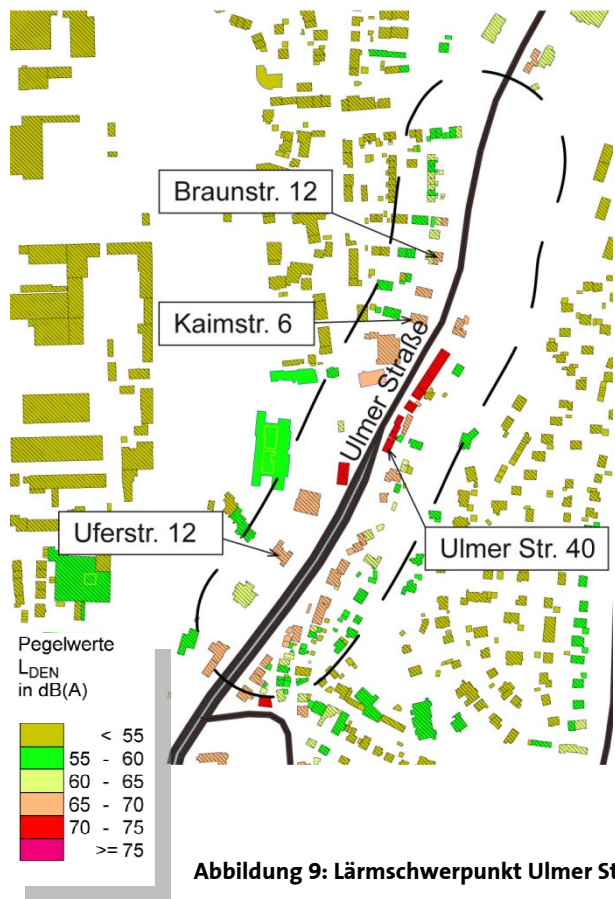 Braunstr. 12
Kaimstr. 6
Ulmer Straße
Uferstr. 12
Ulmer Str. 40
Pegelwerte
LDEN
in dB(A)
< 55
55 - 60
60 - 65
65 - 70
70 - 75
>= 75
Abbildung 9: Lärmschwerpunkt Ulmer